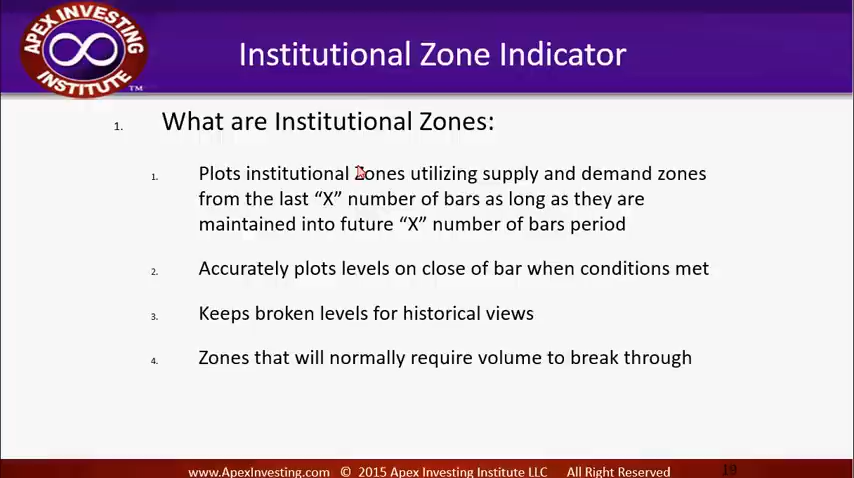 APEX INVESTING
INSTITUTE
TM
Institutional Zone Indicator
1. What are Institutional Zones:
1. Plots institutional Zones utilizing supply and demand zones
from the last “X” number of bars as long as they are
maintained into future “X” number of bars period
2. Accurately plots levels on close of bar when conditions met
3. Keeps broken levels for historical views
4. Zones that will normally require volume to break through
www.ApexInvesting.com © 2015 Apex Investing Institute LLC All Right Reserved 19